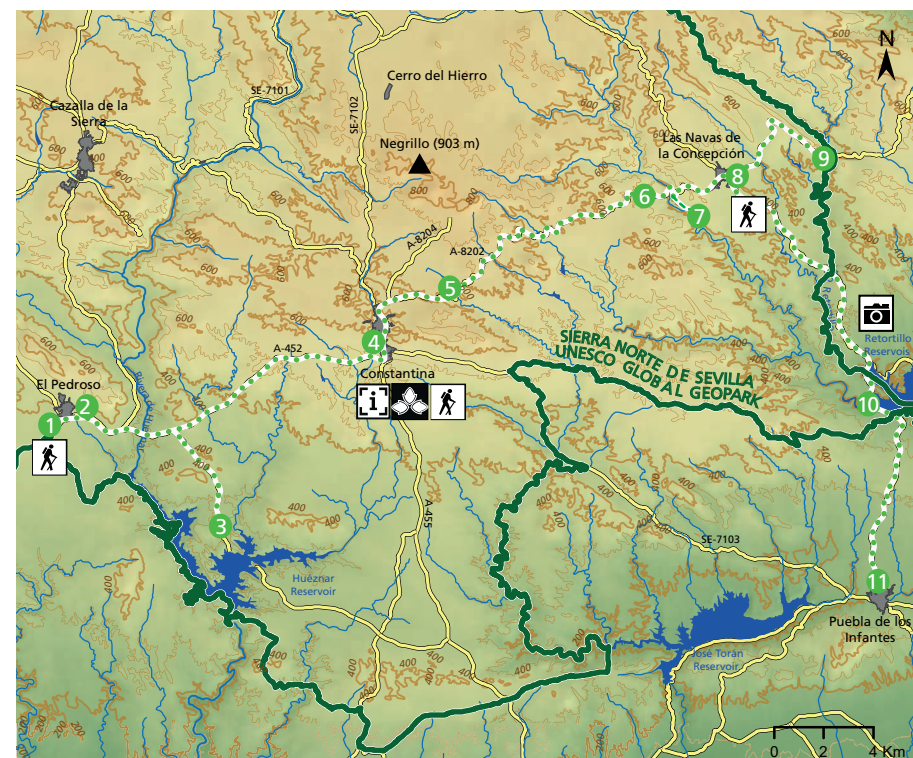 N
Cerro del Hierro
SE-7101
SE-7102
Cazalla de la
Sierra
Negrillo (903 m)
Las Navas de
la Concepción
9
8
6
7
A-8204
A-8202
5
4
A-452
Constantina
i
SIERRA NORTE DE SEVILLA
UNESCO GLOBAL GEOPARK
Retortillo
Reservois
10
El Pedroso
1
2
3
A-455
SE-7103
Huéznar
Reservoir
11
Puebla de los
Infantes
José Torán
Reservoir
0 2 4 Km
600
800
400
200